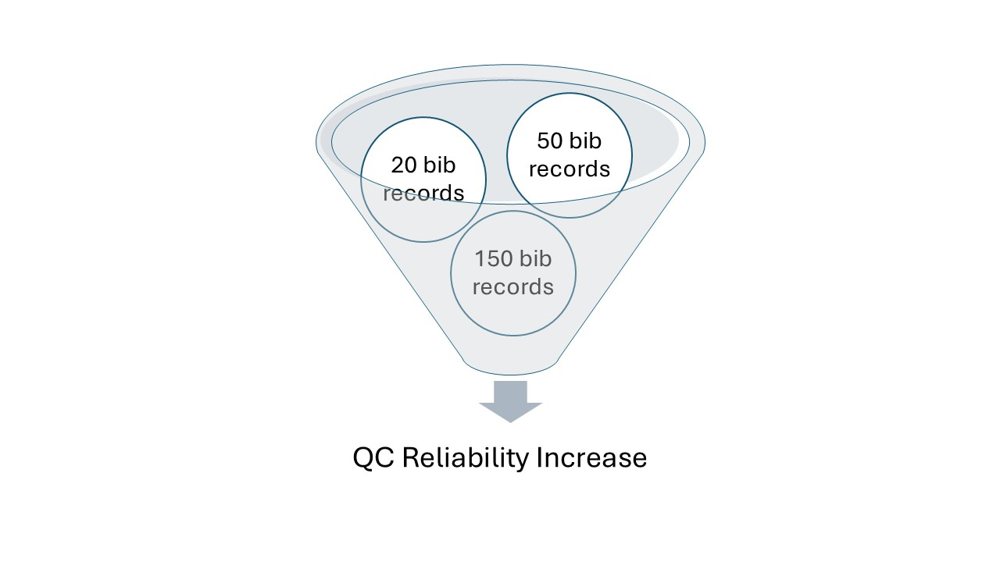 50 bib
records
20 bib
records
150 bib
records
QC Reliability Increase